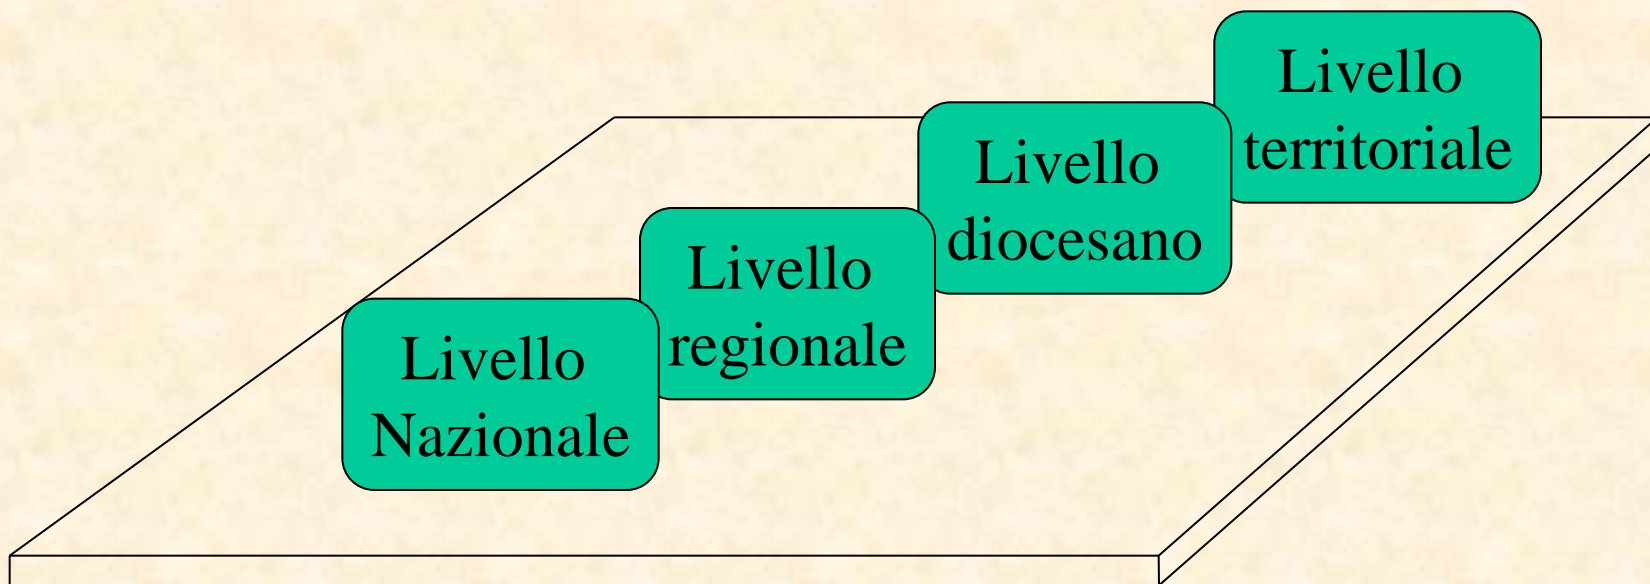 Livello
territoriale
Livello
diocesano
Livello
regionale
Livello
Nazionale